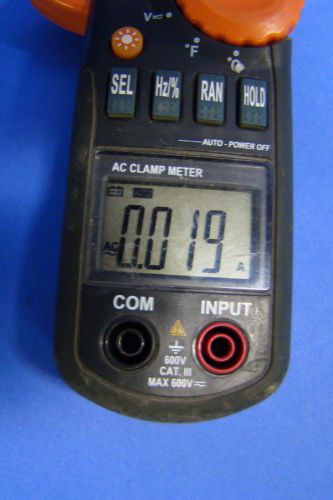 V⎓
°F
°C
SEL Hz/% RAN HOLD
AUTO - POWER OFF
AC CLAMP METER
AC 0.019 A
COM INPUT
600V
CAT. III
MAX 600V⎓